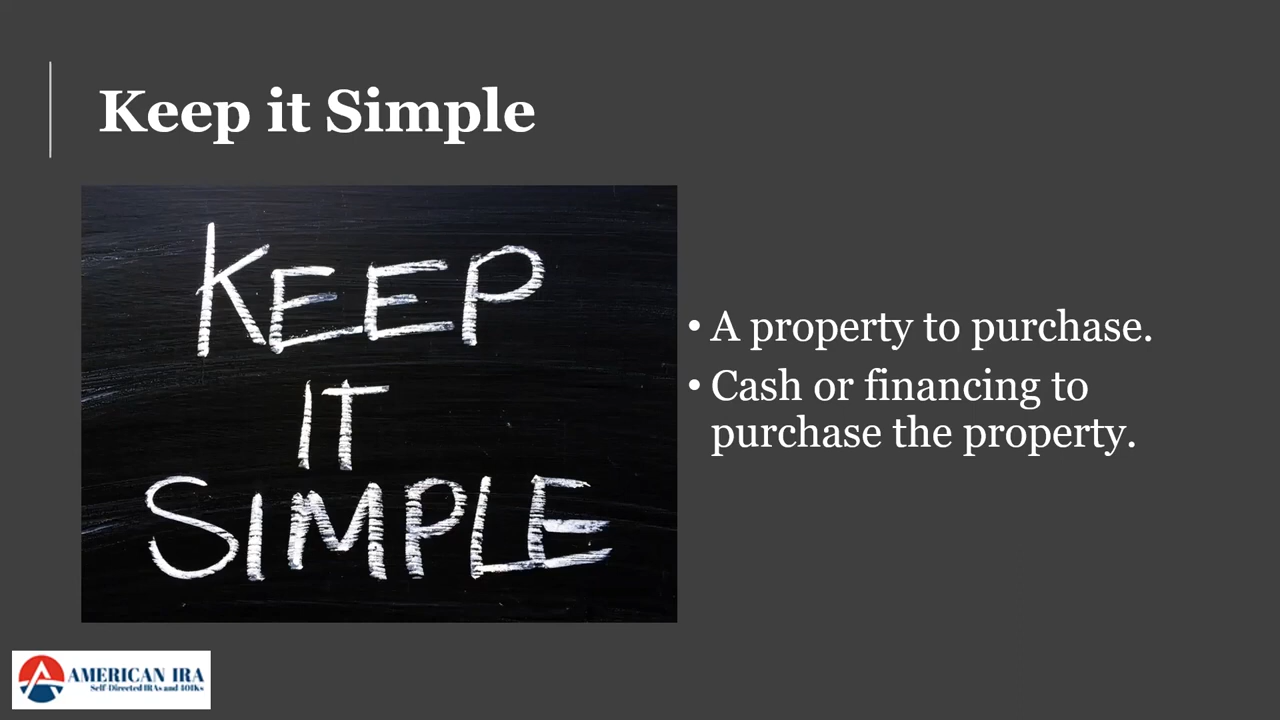 Keep it Simple
KEEP
IT
SIMPLE
• A property to purchase.
• Cash or financing to
purchase the property.
AMERICAN IRA
Self-Directed IRAs and 401Ks